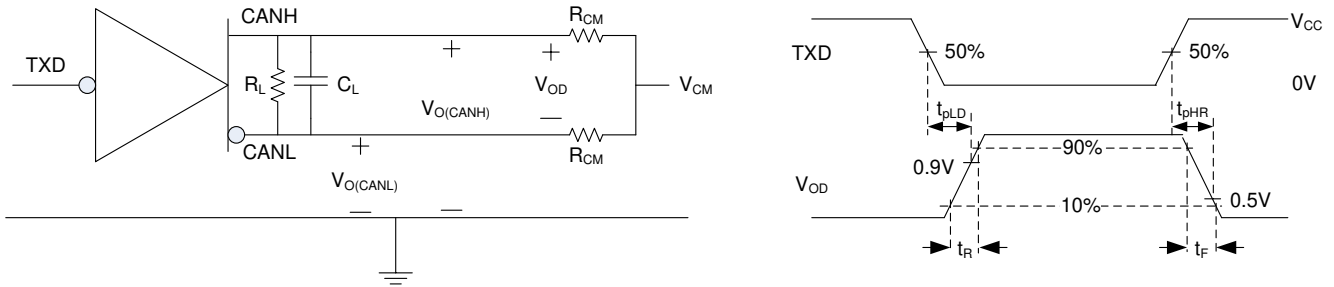 CANH
R_CM
TXD
R_L
C_L
V_OD
V_CM
V_O(CANH)
CANL
R_CM
V_O(CANL)
V_CC
TXD
50%
50%
0V
t_pLD
t_pHR
90%
0.9V
V_OD
10%
0.5V
t_R
t_F